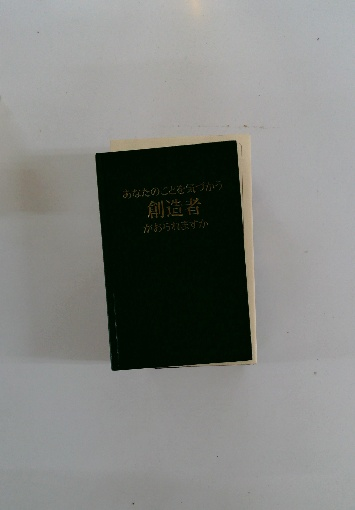 あなたのことを気づかう
創造者
がおられますか